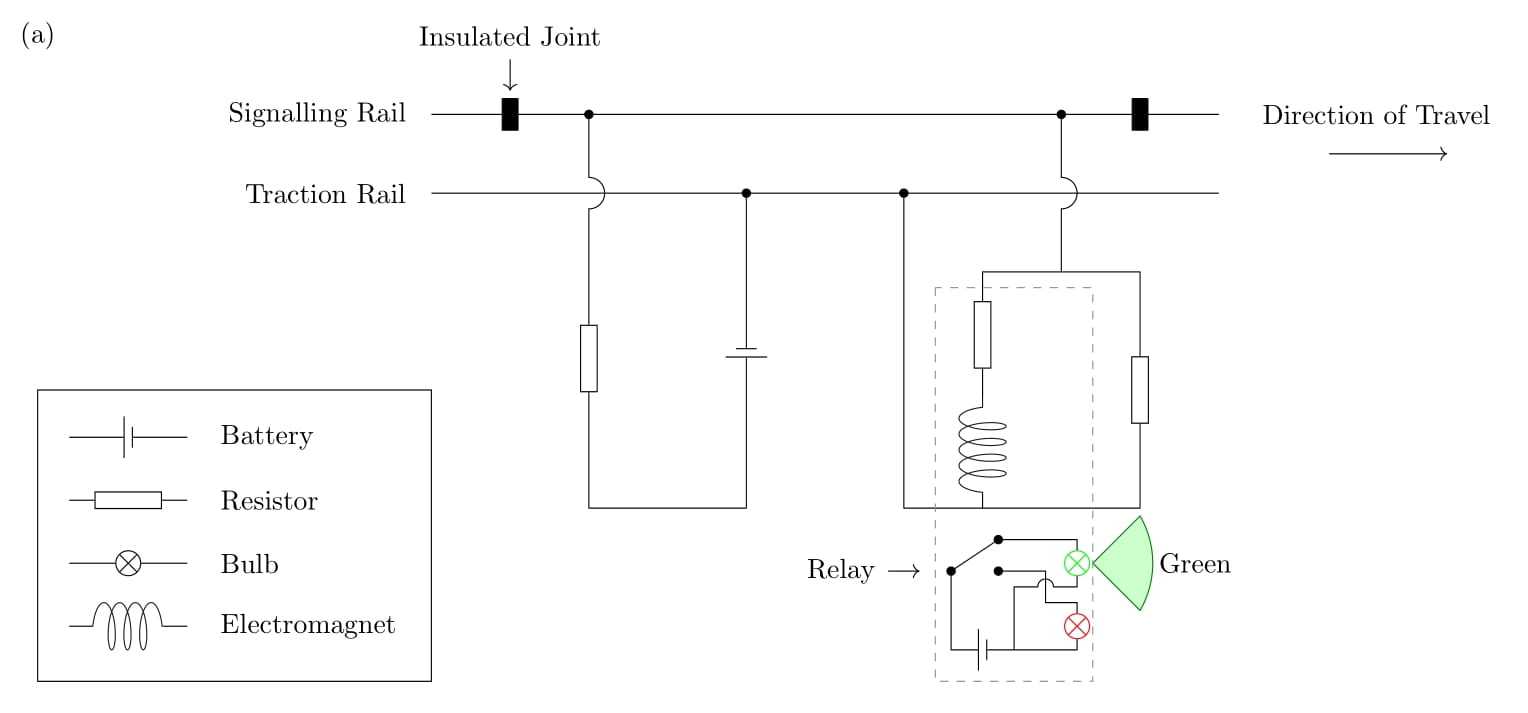 (a)
Insulated Joint
Signalling Rail
Direction of Travel
Traction Rail
Battery
Resistor
Bulb
Electromagnet
Relay
Green